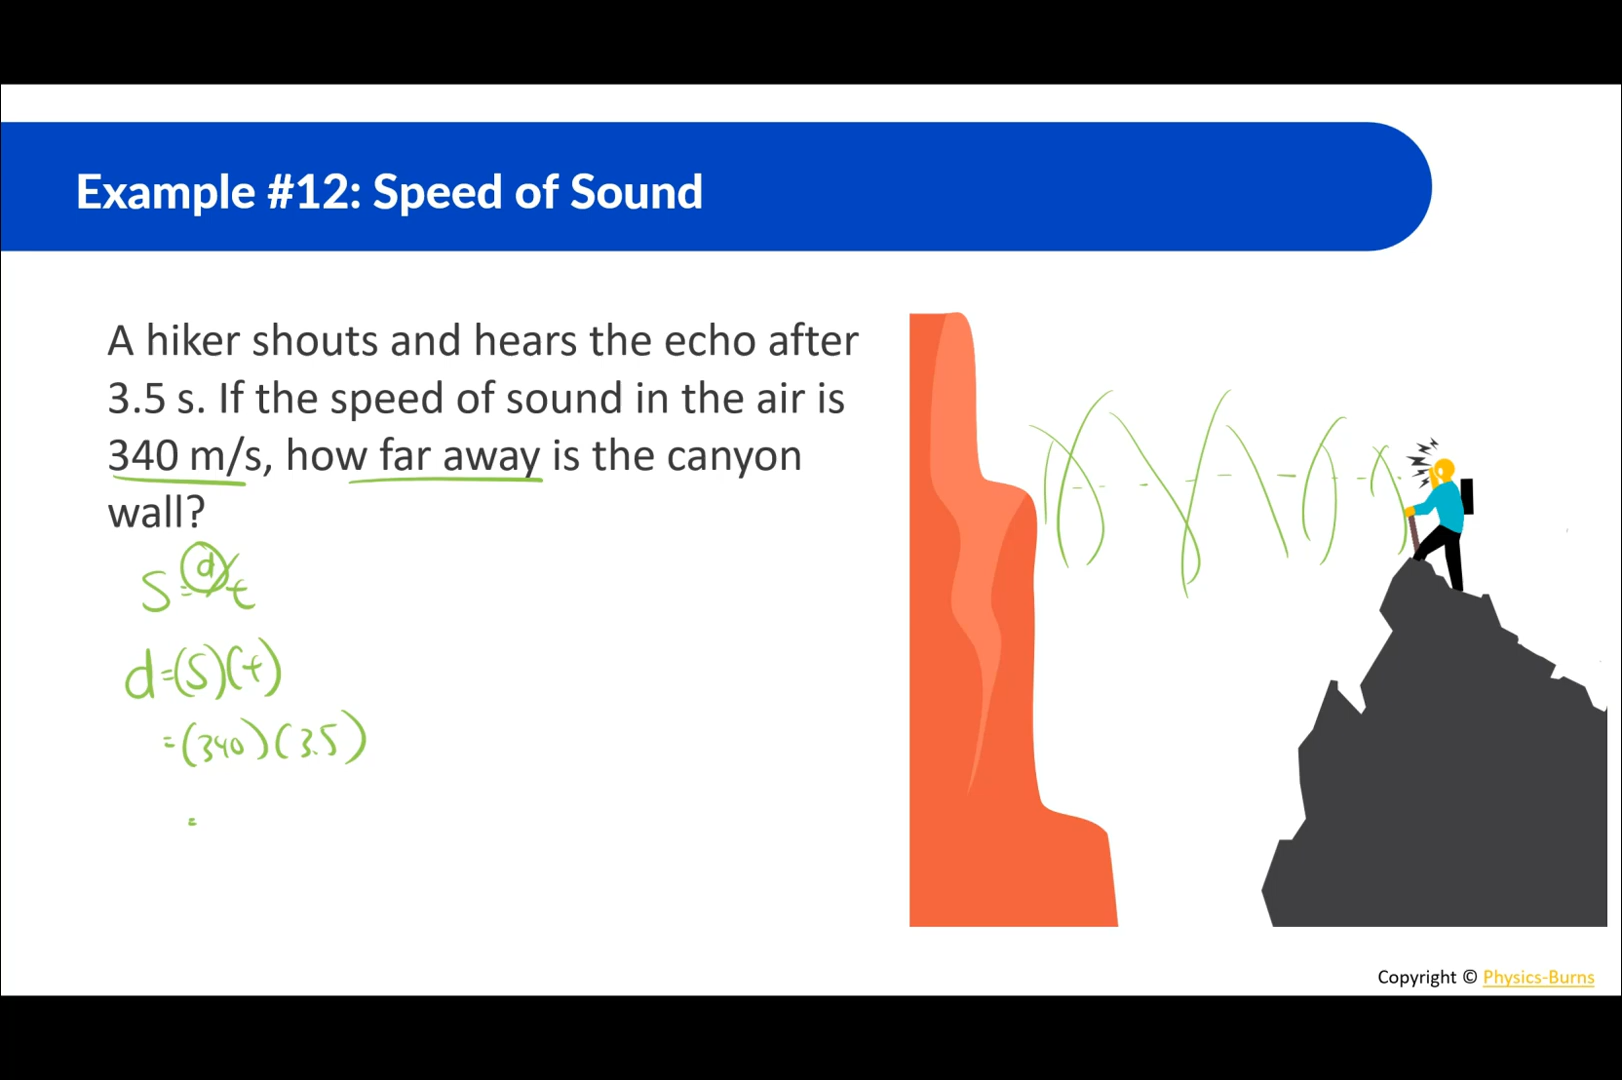 Example #12: Speed of Sound
A hiker shouts and hears the echo after
3.5 s. If the speed of sound in the air is
340 m/s, how far away is the canyon
wall?
S = d/t
d = (S)(t)
= (340)(3.5)
=
Copyright © Physics-Burns